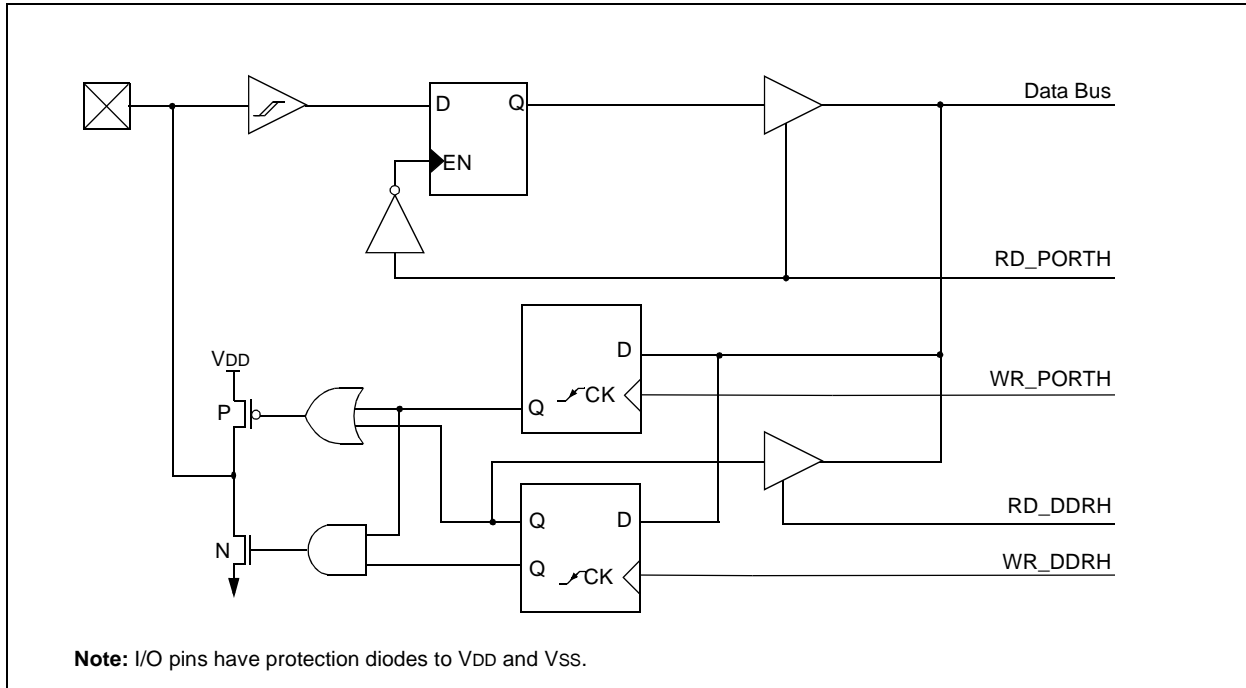 Data Bus
D Q
EN
RD_PORTH
VDD
D
WR_PORTH
CK
Q
P
RD_DDRH
Q D
N
Q CK
WR_DDRH
Note: I/O pins have protection diodes to VDD and VSS.